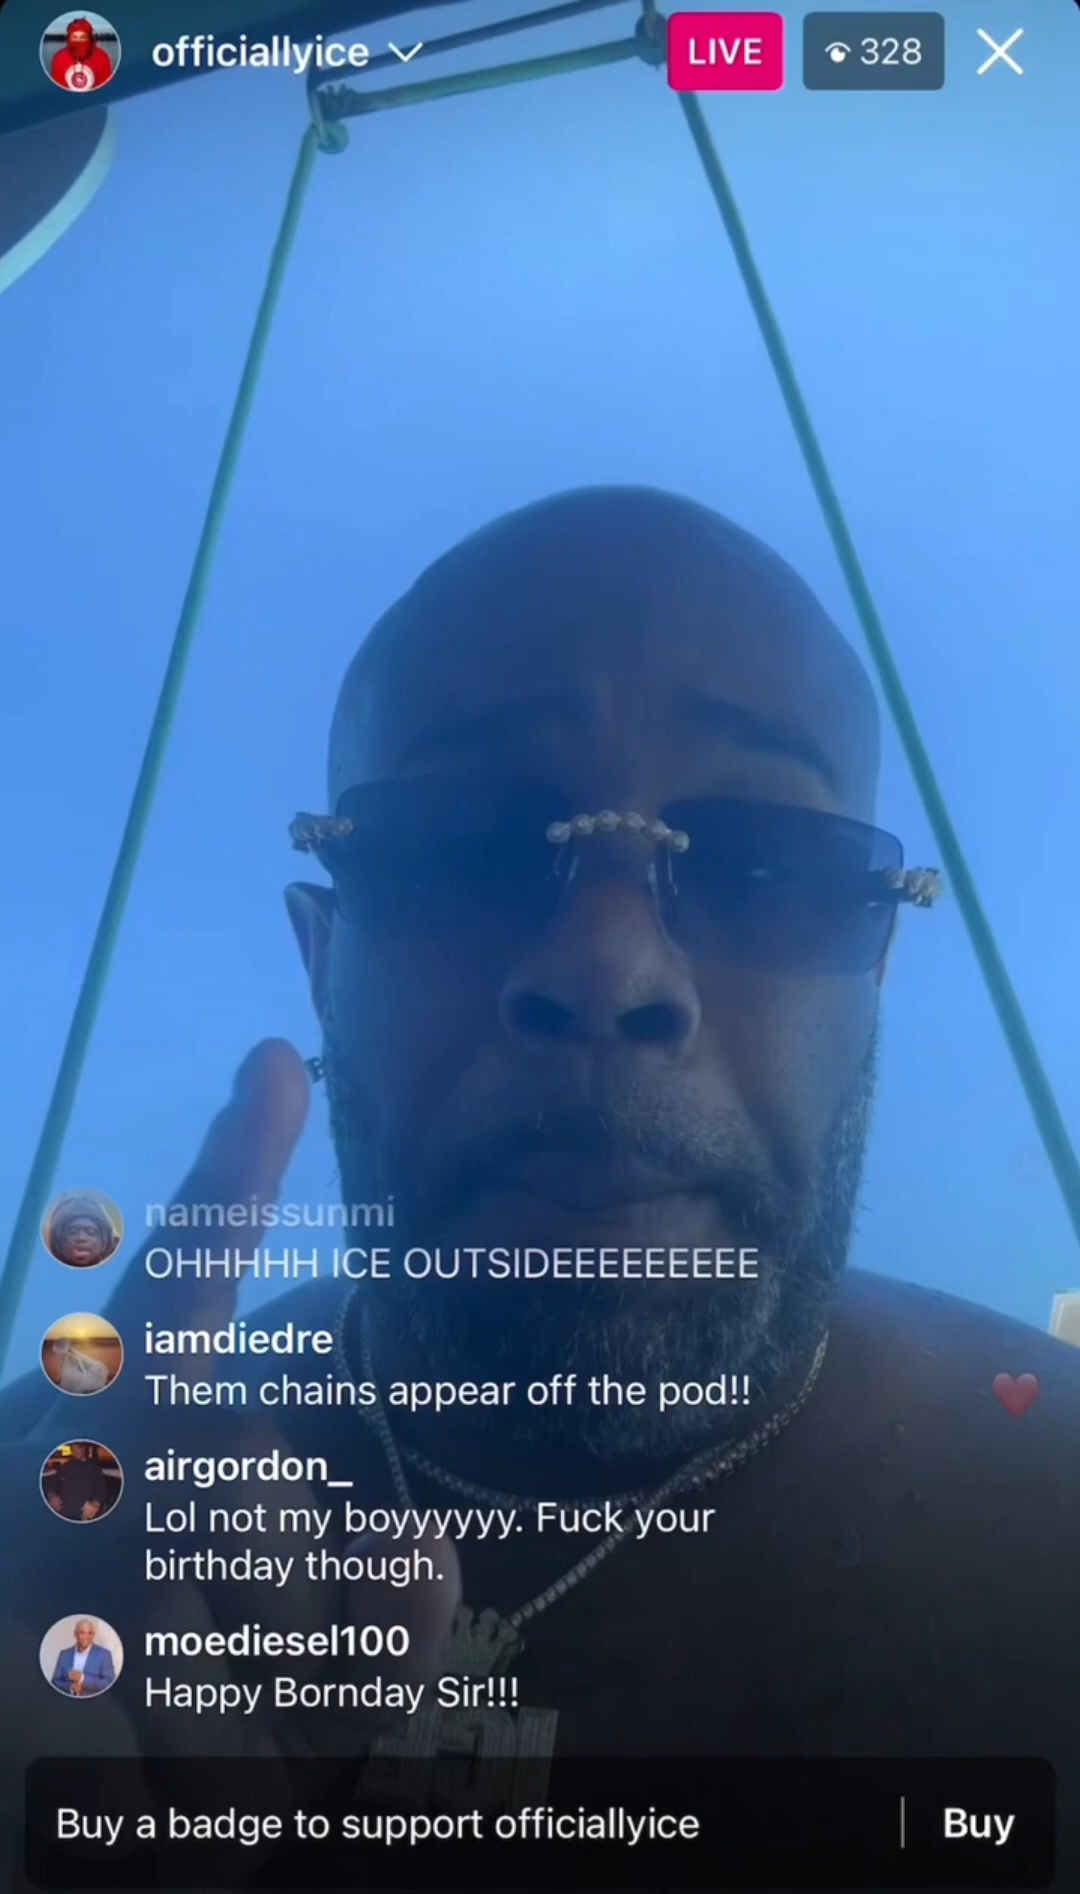 officiallyice
LIVE
328
nameissunmi
OHHHHH ICE OUTSIDEEEEEEEEEE
iamdiedre
Them chains appear off the pod!!
airgordon_
Lol not my boyyyyyy. Fuck your
birthday though.
moediesel100
Happy Bornday Sir!!!
Buy a badge to support officiallyice
Buy